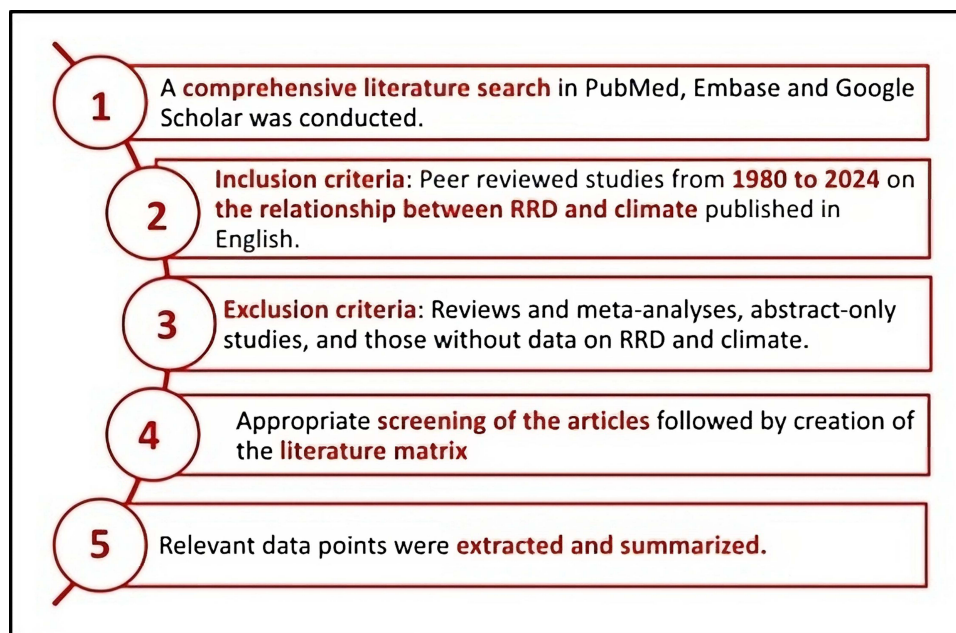 1
A comprehensive literature search in PubMed, Embase and Google
Scholar was conducted.
2
Inclusion criteria: Peer reviewed studies from 1980 to 2024 on
the relationship between RRD and climate published in
English.
3
Exclusion criteria: Reviews and meta-analyses, abstract-only
studies, and those without data on RRD and climate.
4
Appropriate screening of the articles followed by creation of
the literature matrix
5
Relevant data points were extracted and summarized.